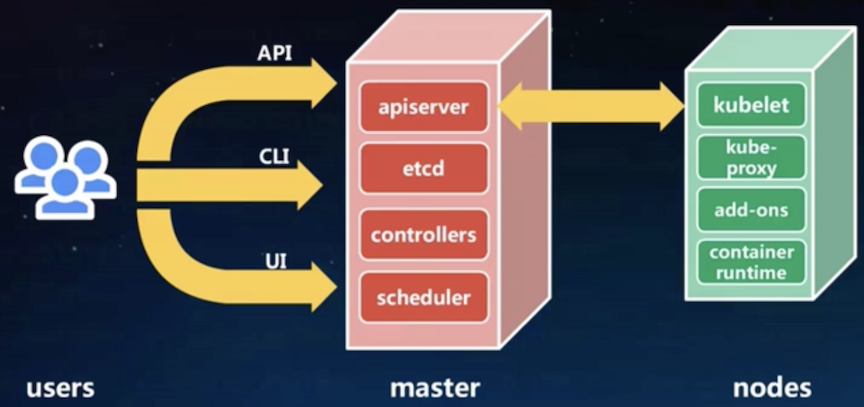 API
CLI
UI
apiserver
etcd
controllers
scheduler
kubelet
kube-
proxy
add-ons
container
runtime
users
master
nodes